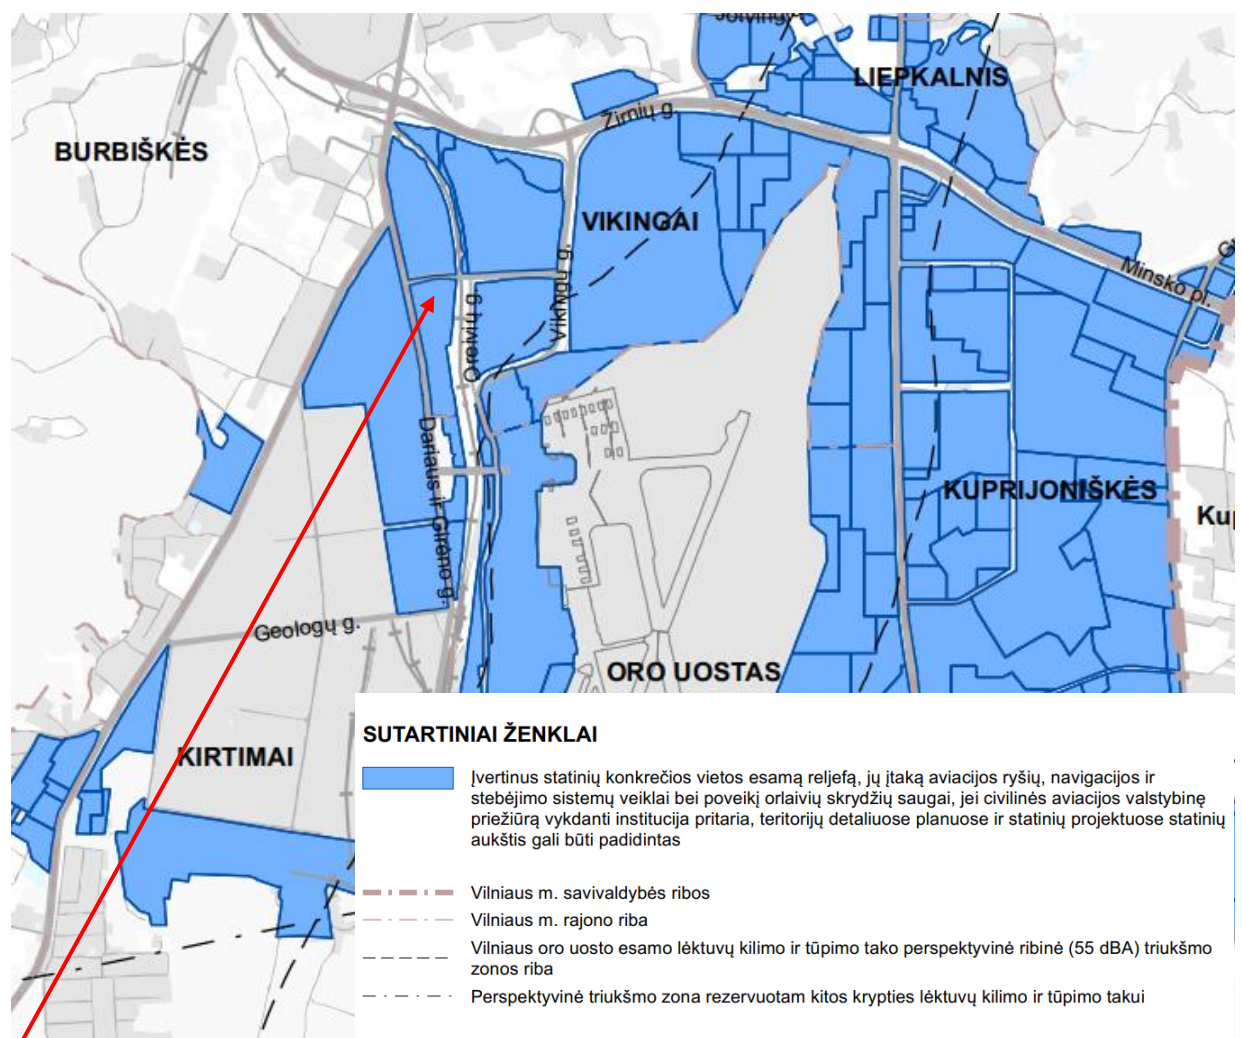 Jotvingių
LIEPKALNIS
Žirnių g.
BURBIŠKĖS
VIKINGAI
Vikingų g.
Minsko pl.
Oreivių g.
Dariaus ir Girėno g.
KUPRIJONIŠKĖS
Kup
Geologų g.
ORO UOSTAS
KIRTIMAI
SUTARTINIAI ŽENKLAI
Įvertinus statinių konkrečios vietos esamą reljefą, jų įtaką aviacijos ryšių, navigacijos ir
stebėjimo sistemų veiklai bei poveikį orlaivių skrydžių saugai, jei civilinės aviacijos valstybinę
priežiūrą vykdanti institucija pritaria, teritorijų detaliuose planuose ir statinių projektuose statinių
aukštis gali būti padidintas
Vilniaus m. savivaldybės ribos
Vilniaus m. rajono riba
Vilniaus oro uosto esamo lėktuvų kilimo ir tūpimo tako perspektyvinė ribinė (55 dBA) triukšmo
zonos riba
Perspektyvinė triukšmo zona rezervuotam kitos krypties lėktuvų kilimo ir tūpimo takui